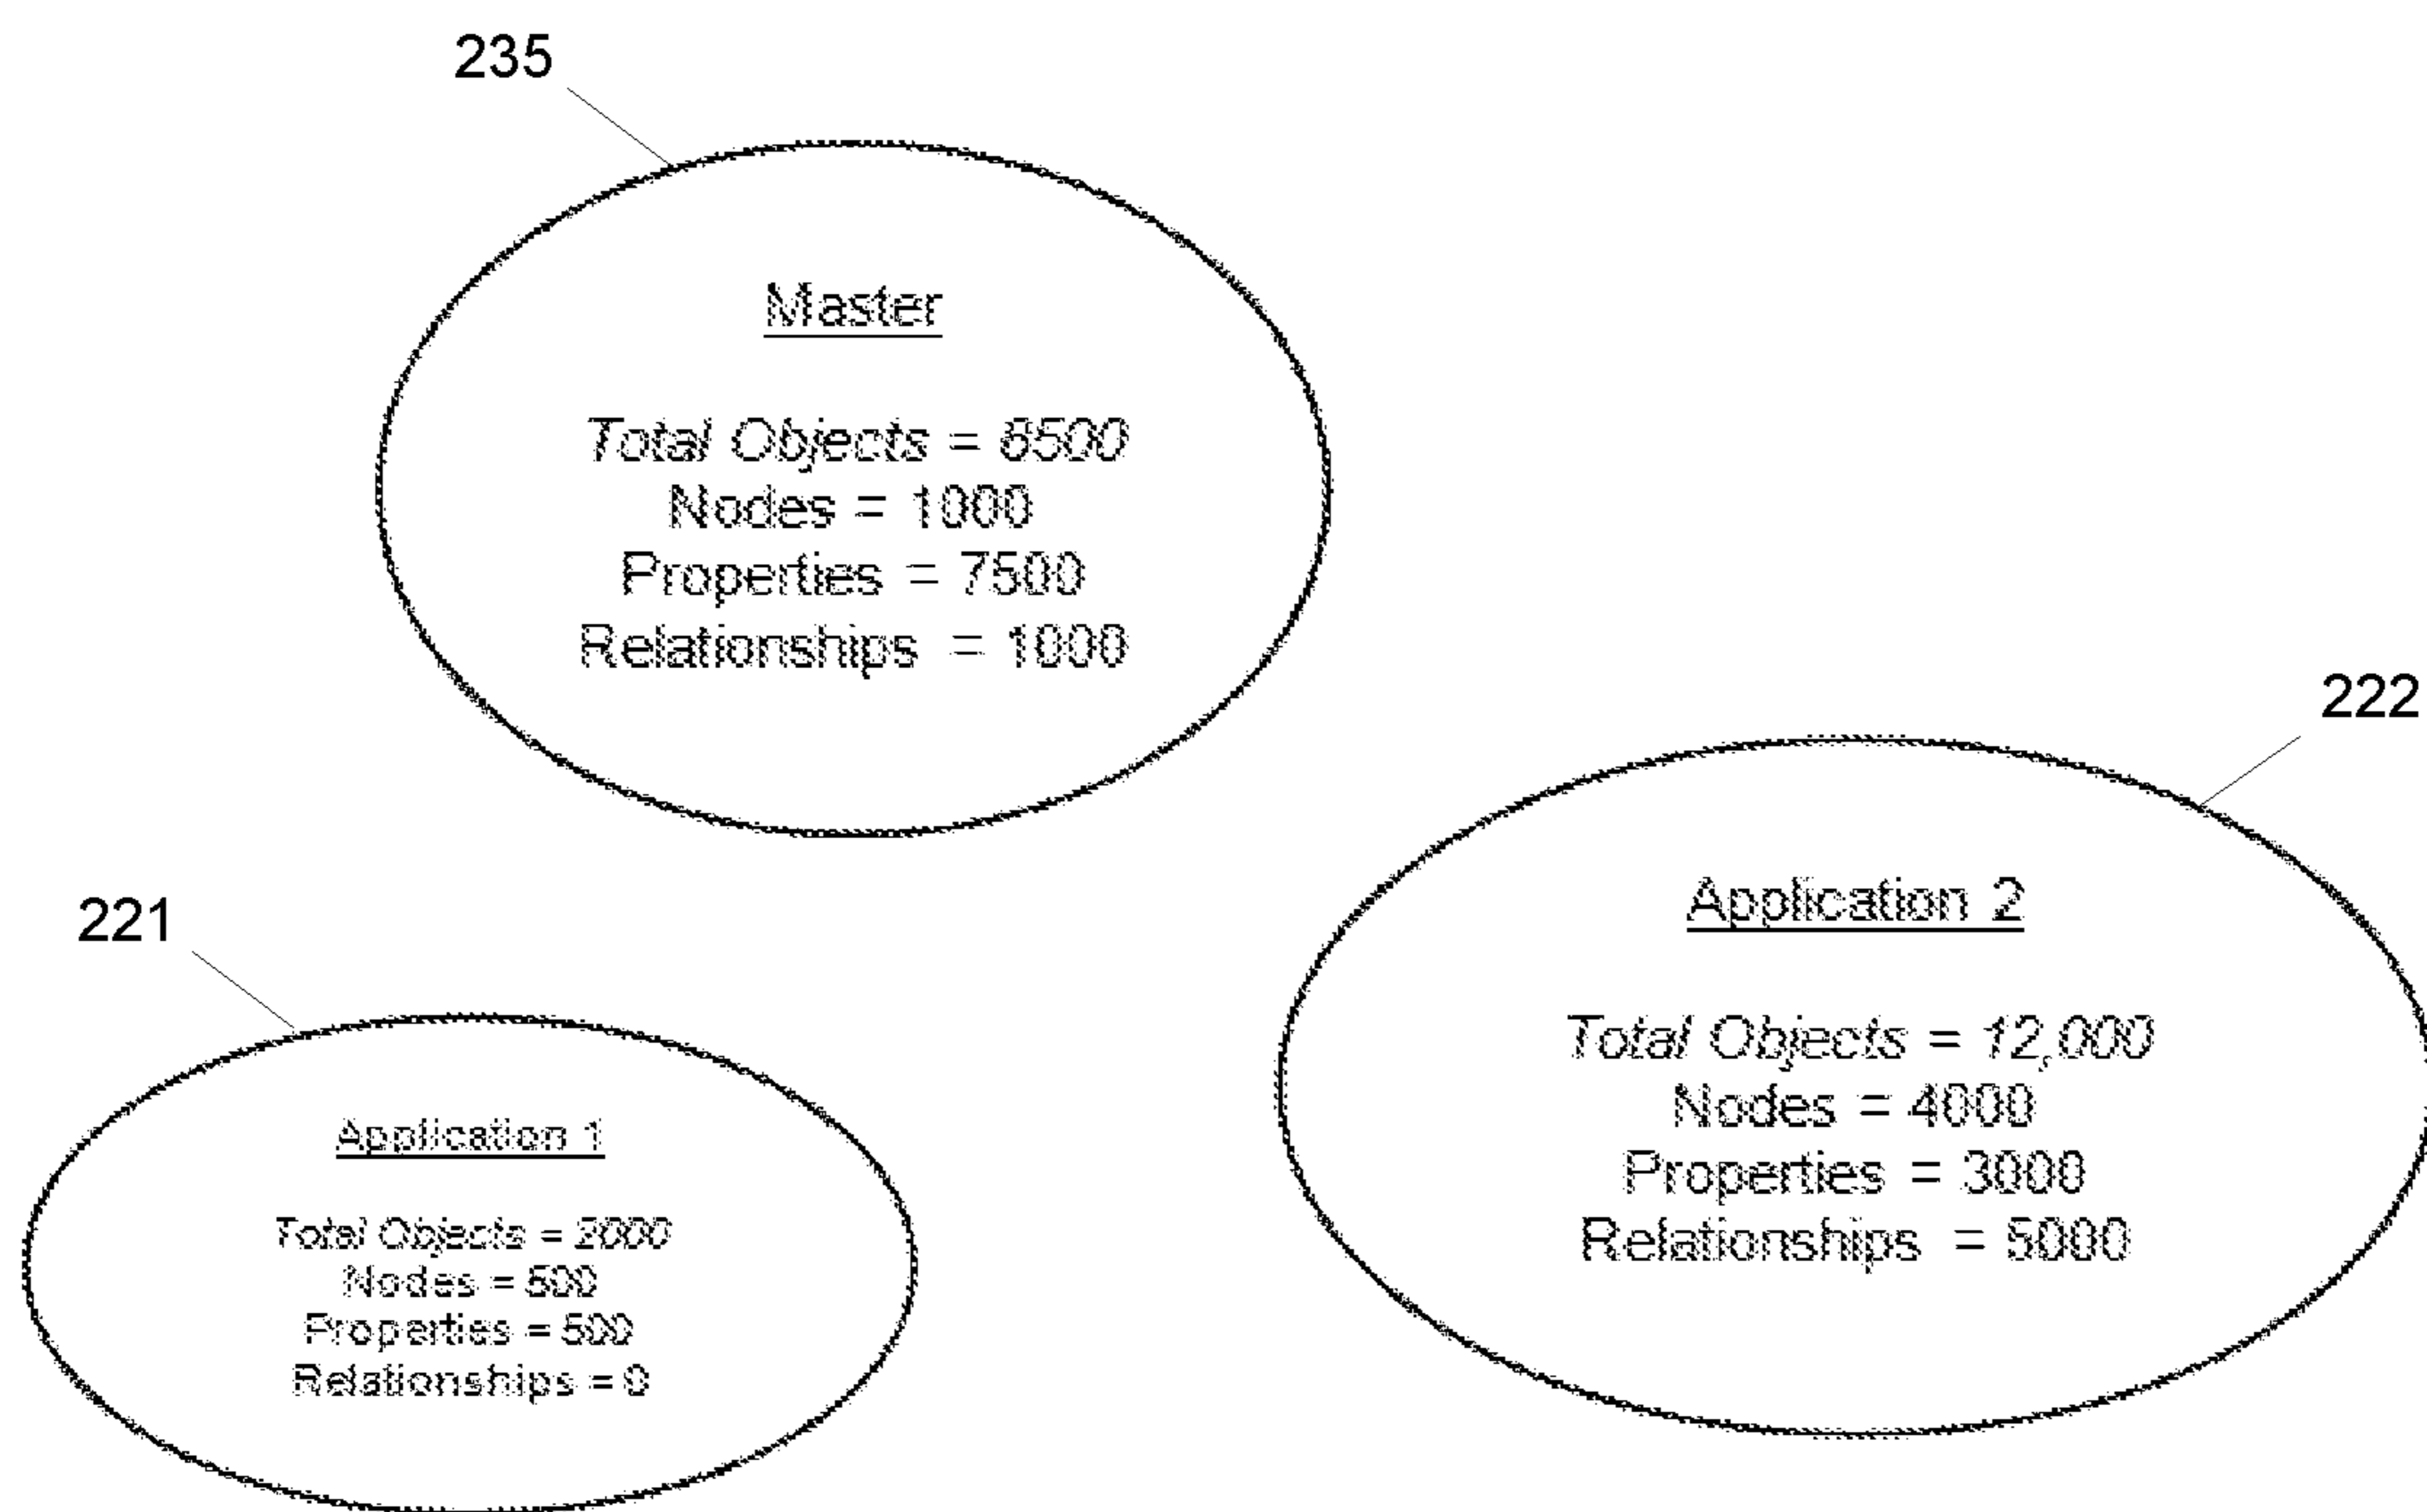 235
Master
Total Objects =
Nodes = 1000
Properties = 7500
Relationships = 1000
222
Application 2
Total Objects = 12,000
Nodes = 4000
Properties = 3000
Relationships = 5000
221
Application 1
Total Objects = 2000
Nodes = 500
Properties = 500
Relationships = 0